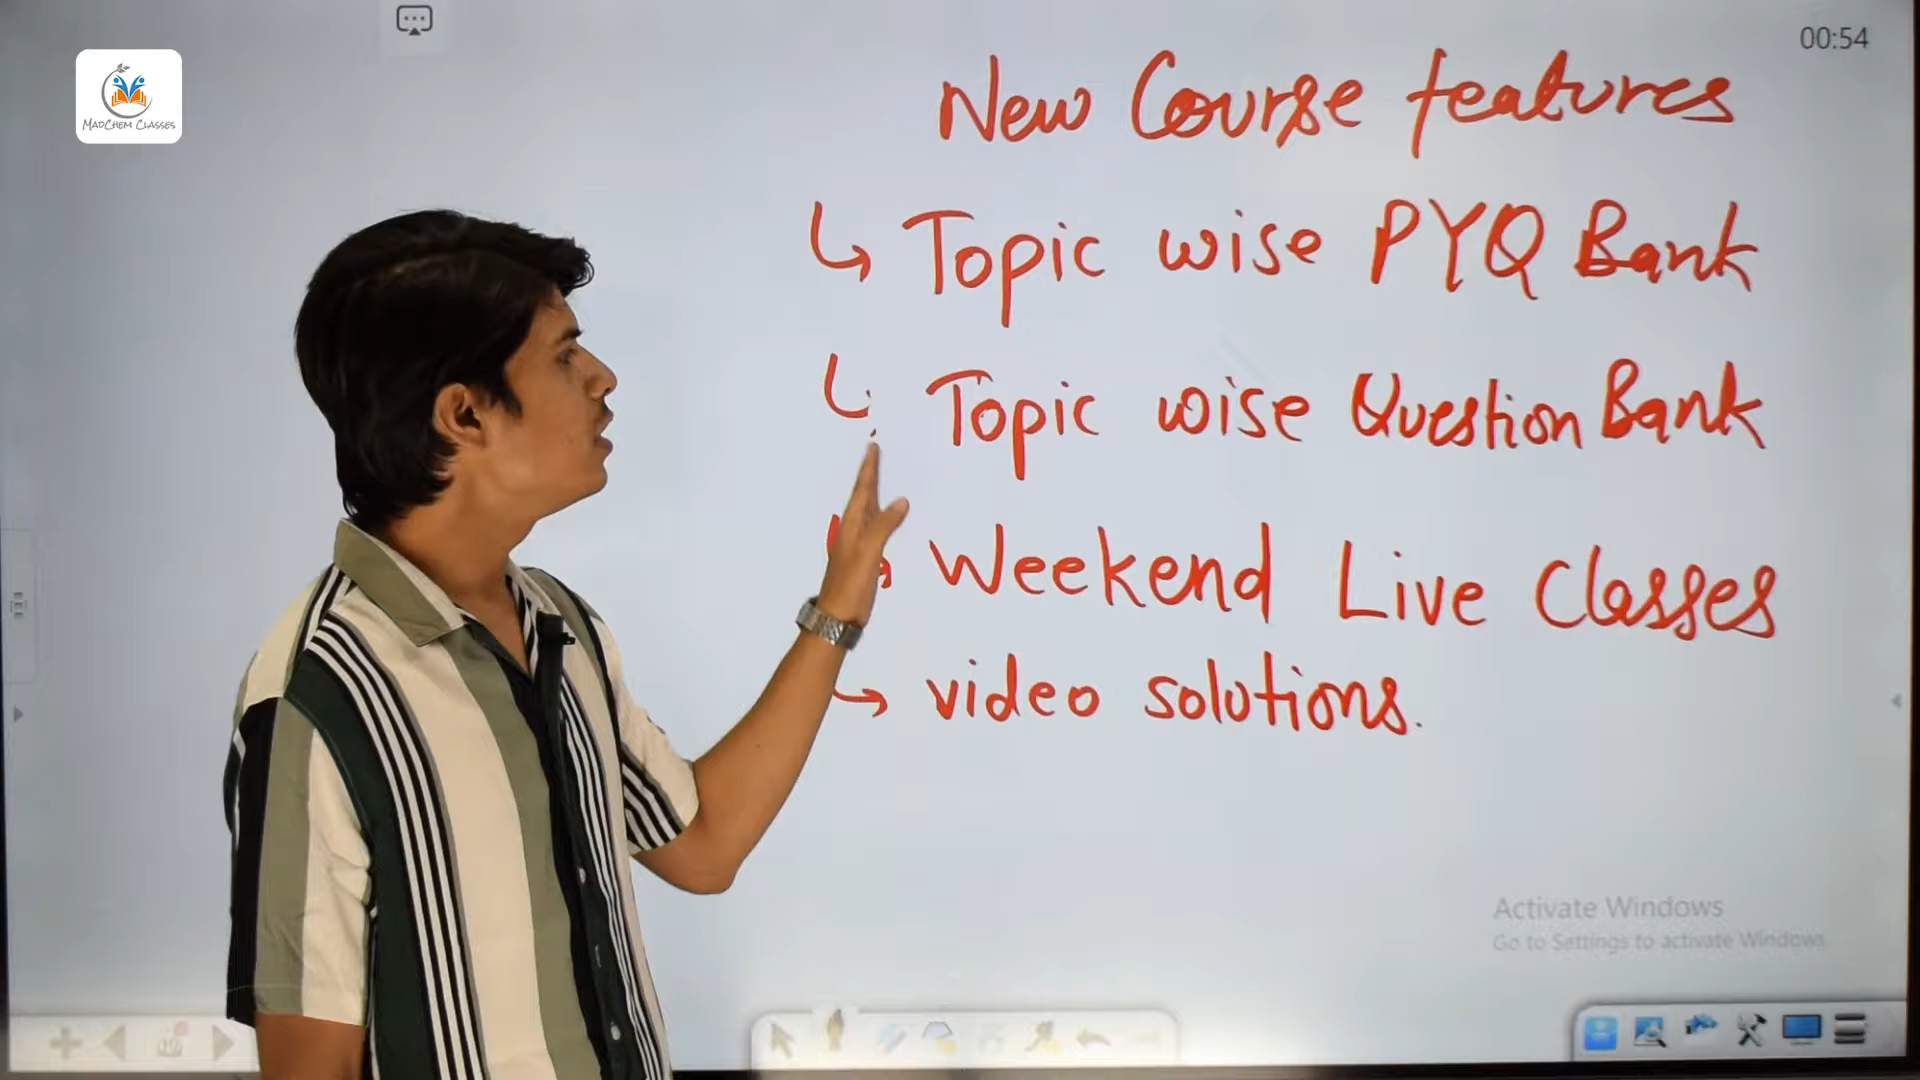 00:54
MADCHEM CLASSES
New Course features
Topic wise PYQ Bank
Topic wise Question Bank
Weekend Live Classes
video solutions.
Activate Windows
Go to Settings to activate Windows